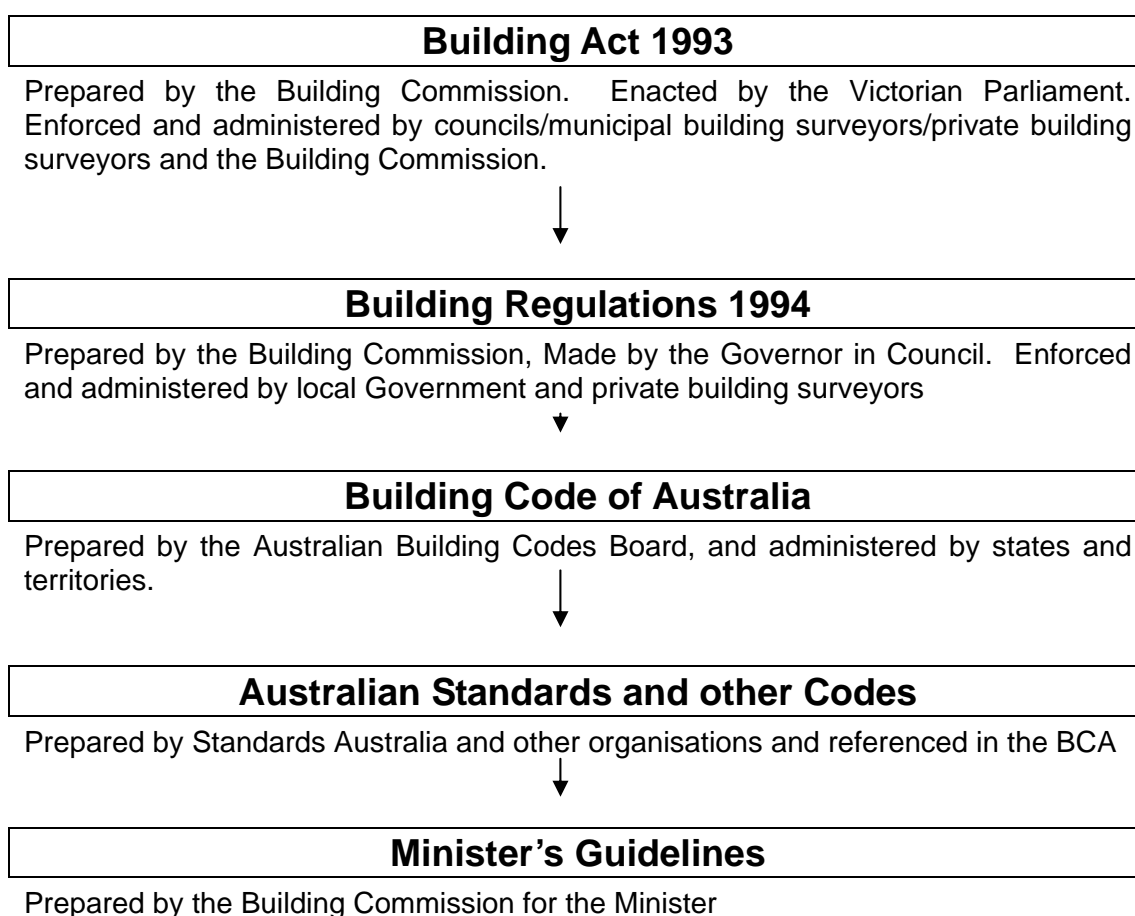 Building Act 1993
Prepared by the Building Commission. Enacted by the Victorian Parliament.
Enforced and administered by councils/municipal building surveyors/private building
surveyors and the Building Commission.
Building Regulations 1994
Prepared by the Building Commission, Made by the Governor in Council. Enforced
and administered by local Government and private building surveyors
Building Code of Australia
Prepared by the Australian Building Codes Board, and administered by states and
territories.
Australian Standards and other Codes
Prepared by Standards Australia and other organisations and referenced in the BCA
Minister’s Guidelines
Prepared by the Building Commission for the Minister